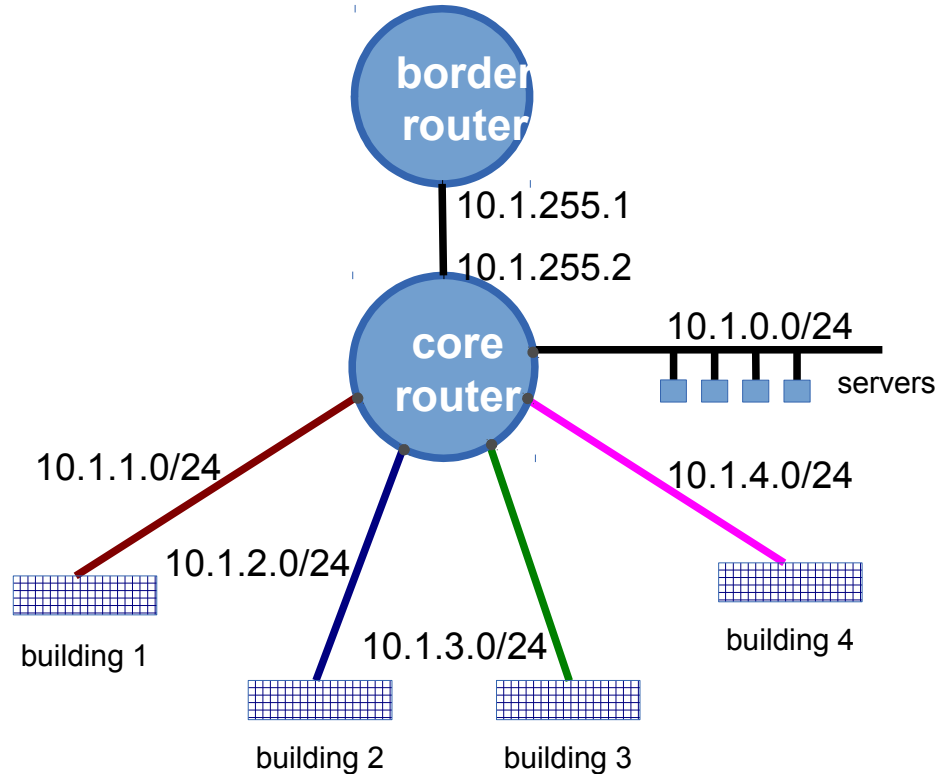 border
router
10.1.255.1
10.1.255.2
core
router
10.1.0.0/24
servers
10.1.1.0/24
10.1.4.0/24
10.1.2.0/24
building 4
10.1.3.0/24
building 1
building 2
building 3